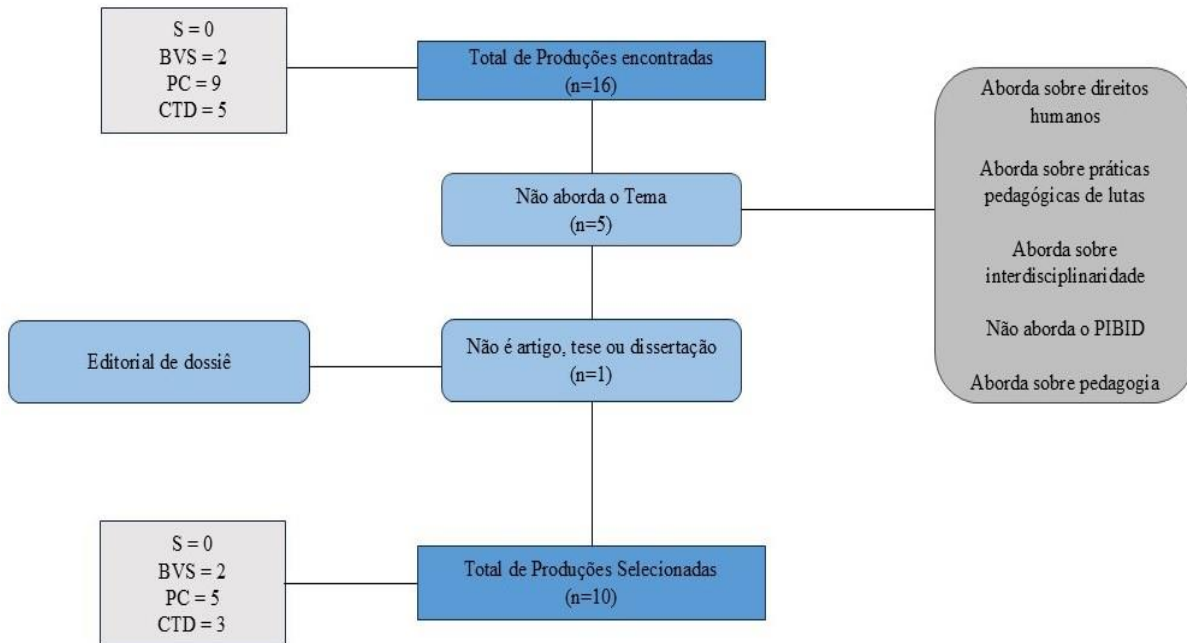 S = 0
BVS = 2
PC = 9
CTD = 5
Total de Produções encontradas
(n=16)
Aborda sobre direitos
humanos
Aborda sobre práticas
pedagógicas de lutas
Aborda sobre
interdisciplinaridade
Não aborda o PIBID
Aborda sobre pedagogia
Não aborda o Tema
(n=5)
Editorial de dossiê
Não é artigo, tese ou dissertação
(n=1)
S = 0
BVS = 2
PC = 5
CTD = 3
Total de Produções Selecionadas
(n=10)